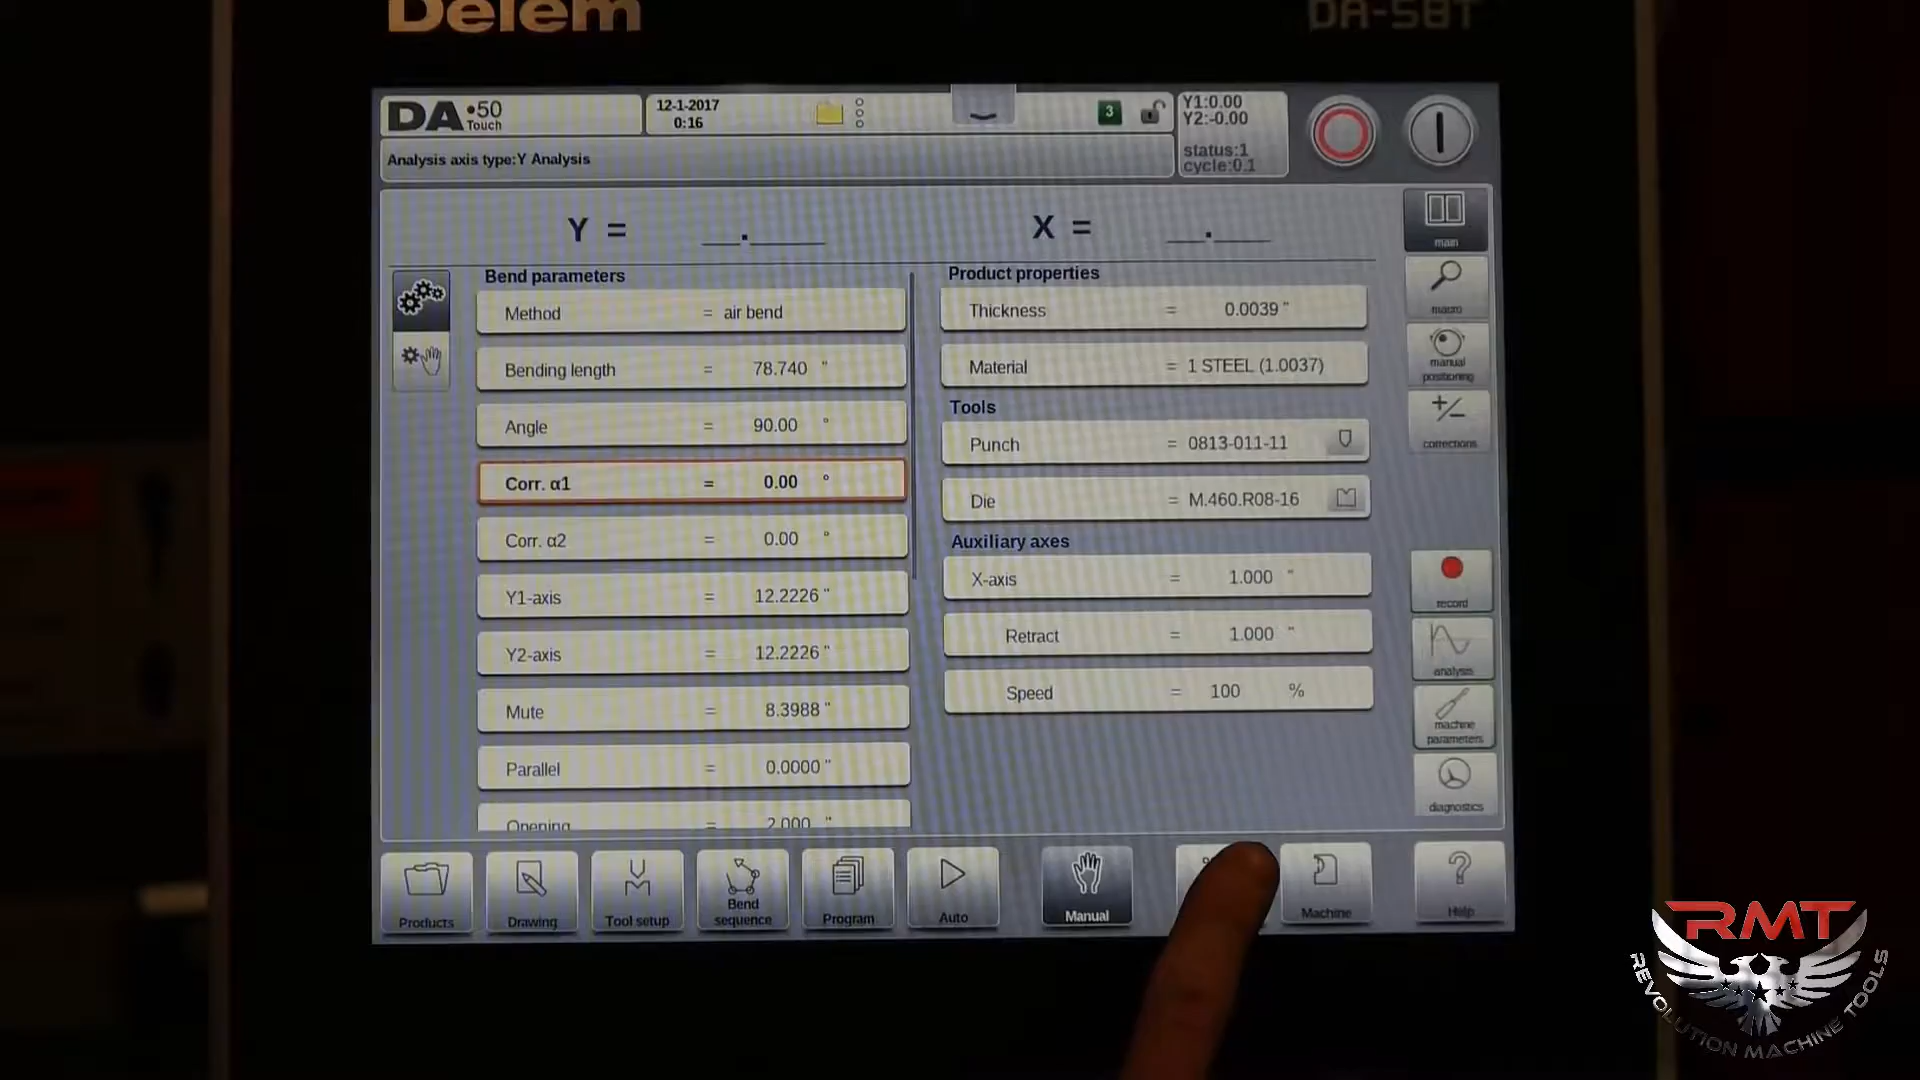 Delem
DA-58T
DA•50
Touch
12-1-2017
0:16
3
Y1:0.00
Y2:-0.00
status:1
cycle:0.1
Analysis axis type:Y Analysis
Y = __.____
X = __.___
main
Bend parameters
Method = air bend
Bending length = 78.740 "
Angle = 90.00 °
Corr. α1 = 0.00 °
Corr. α2 = 0.00 °
Y1-axis = 12.2226 "
Y2-axis = 12.2226 "
Mute = 8.3988 "
Parallel = 0.0000 "
Opening = 2.000 "
Product properties
Thickness = 0.0039 "
Material = 1 STEEL (1.0037)
Tools
Punch = 0813-011-11
Die = M.460.R08-16
Auxiliary axes
X-axis = 1.000 "
Retract = 1.000 "
Speed = 100 %
macro
manual
positioning
+/-
corrections
record
analysis
machine
parameters
diagnostics
Products
Drawing
Tool setup
Bend
sequence
Program
Auto
Manual
Machine
?
Help
RMT
REVOLUTION MACHINE TOOLS